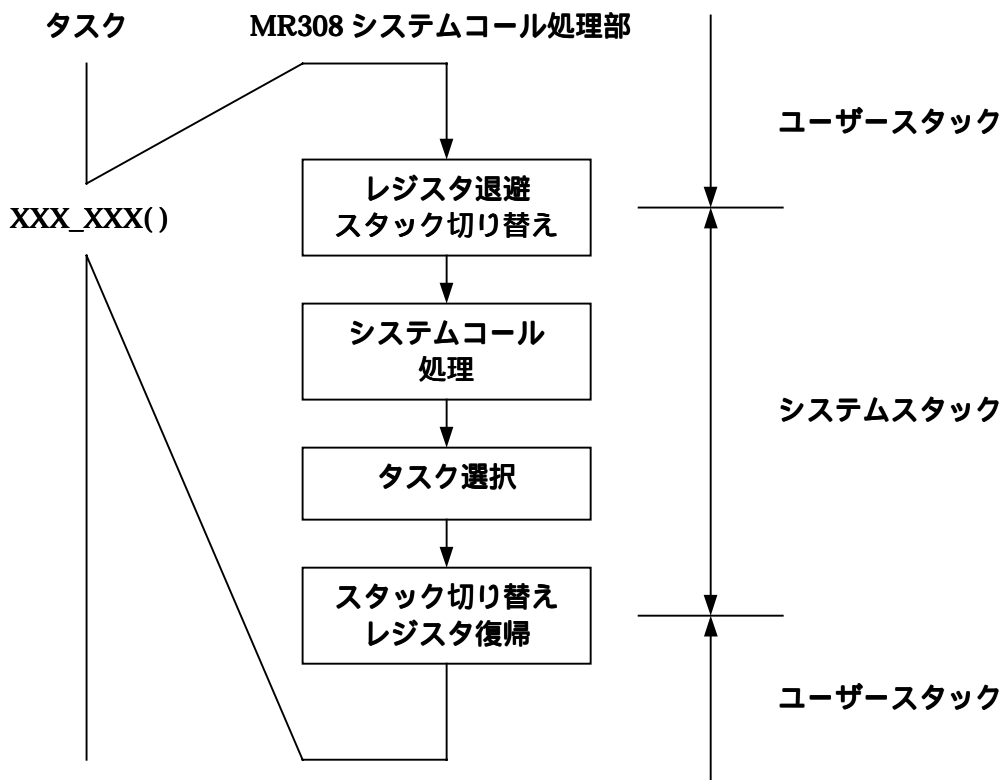 タスク
MR308 システムコール処理部
ユーザースタック
レジスタ退避
スタック切り替え
XXX_XXX( )
システムコール
処理
システムスタック
タスク選択
スタック切り替え
レジスタ復帰
ユーザースタック